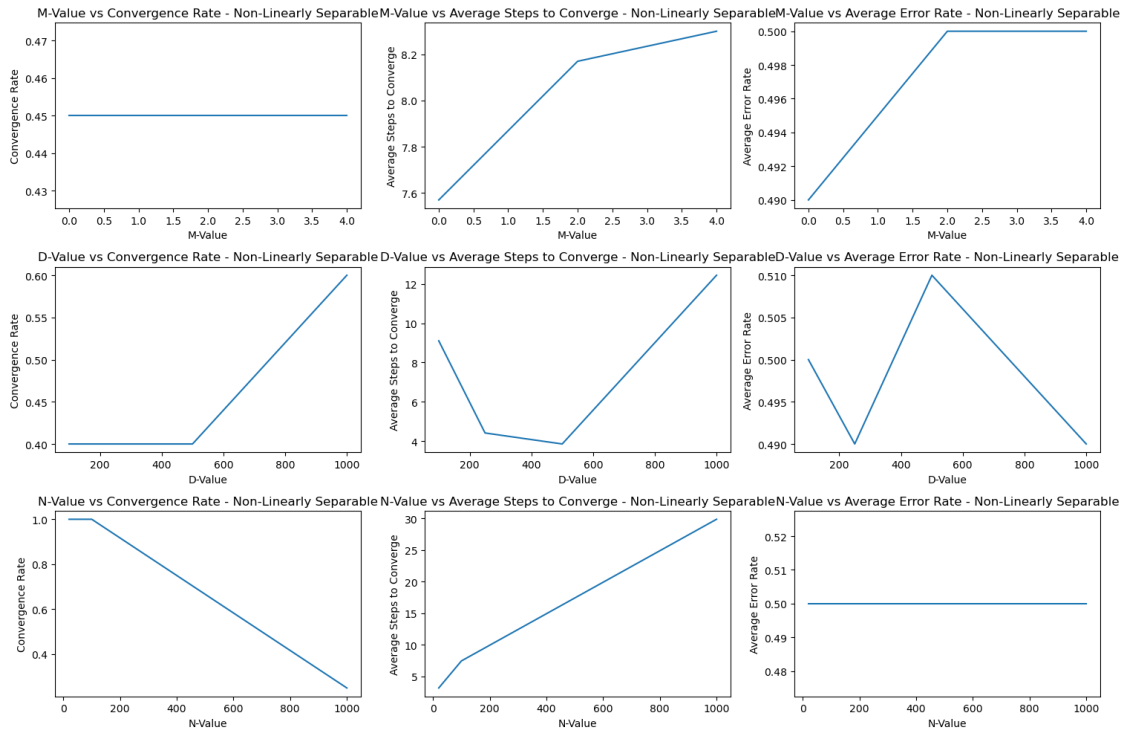 M-Value vs Convergence Rate - Non-Linearly Separable
0.47
0.46
0.45
0.44
0.43
Convergence Rate
0.0 0.5 1.0 1.5 2.0 2.5 3.0 3.5 4.0
M-Value
M-Value vs Average Steps to Converge - Non-Linearly Separable
8.2
8.0
7.8
7.6
Average Steps to Converge
0.0 0.5 1.0 1.5 2.0 2.5 3.0 3.5 4.0
M-Value
M-Value vs Average Error Rate - Non-Linearly Separable
0.500
0.498
0.496
0.494
0.492
0.490
Average Error Rate
0.0 0.5 1.0 1.5 2.0 2.5 3.0 3.5 4.0
M-Value
D-Value vs Convergence Rate - Non-Linearly Separable
0.60
0.55
0.50
0.45
0.40
Convergence Rate
200 400 600 800 1000
D-Value
D-Value vs Average Steps to Converge - Non-Linearly Separable
12
10
8
6
4
Average Steps to Converge
200 400 600 800 1000
D-Value
D-Value vs Average Error Rate - Non-Linearly Separable
0.510
0.505
0.500
0.495
0.490
Average Error Rate
200 400 600 800 1000
D-Value
N-Value vs Convergence Rate - Non-Linearly Separable
1.0
0.8
0.6
0.4
Convergence Rate
0 200 400 600 800 1000
N-Value
N-Value vs Average Steps to Converge - Non-Linearly Separable
30
25
20
15
10
5
Average Steps to Converge
0 200 400 600 800 1000
N-Value
N-Value vs Average Error Rate - Non-Linearly Separable
0.52
0.51
0.50
0.49
0.48
Average Error Rate
0 200 400 600 800 1000
N-Value